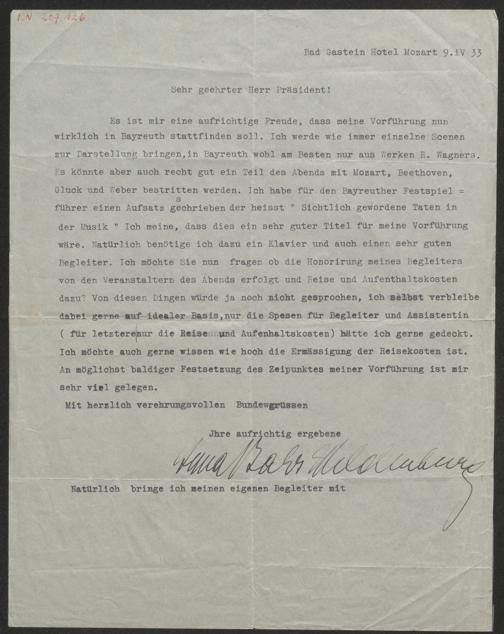 I.N 207.126
Bad Gastein Hotel Mozart 9.IV 33
Sehr geehrter Herr Präsident!
Es ist mir eine aufrichtige Freude, dass meine Vorführung nun
wirklich in Bayreuth stattfinden soll. Ich werde wie immer einzelne Scenen
zur Darstellung bringen,in Bayreuth wohl am Besten nur aus Werken R. Wagners.
Es könnte aber auch recht gut ein Teil des Abends mit Mozart, Beethoven,
Gluck und Weber bestritten werden. Ich habe für den Bayreuther Festspiel =
führer einen Aufsatz geschrieben der heisst " Sichtlich gewordene Taten in
der Musik " Ich meine, dass dies ein sehr guter Titel für meine Vorführung
wäre. Natürlich benötige ich dazu ein Klavier und auch einen sehr guten
Begleiter. Ich möchte Sie nun fragen ob die Honorirung meines Begleiters
von den Veranstaltern des Abends erfolgt und Reise und Aufenthaltskosten
dazu? Von diesen Dingen würde ja noch nicht gesprochen, ich selbst verbleibe
dabei gerne auf idealer Basis,nur die Spesen für Begleiter und Assistentin
( für letzterenur die Reise und Aufenhaltskosten) hätte ich gerne gedeckt.
Ich möchte auch gerne wissen wie hoch die Ermässigung der Reisekosten ist.
An möglichst baldiger Festsetzung des Zeipunktes meiner Vorführung ist mir
sehr viel gelegen.
Mit herzlich verehrungsvollen Bundewgrüssen
Jhre aufrichtig ergebene
Anna Bahr Mildenburg
Natürlich bringe ich meinen eigenen Begleiter mit